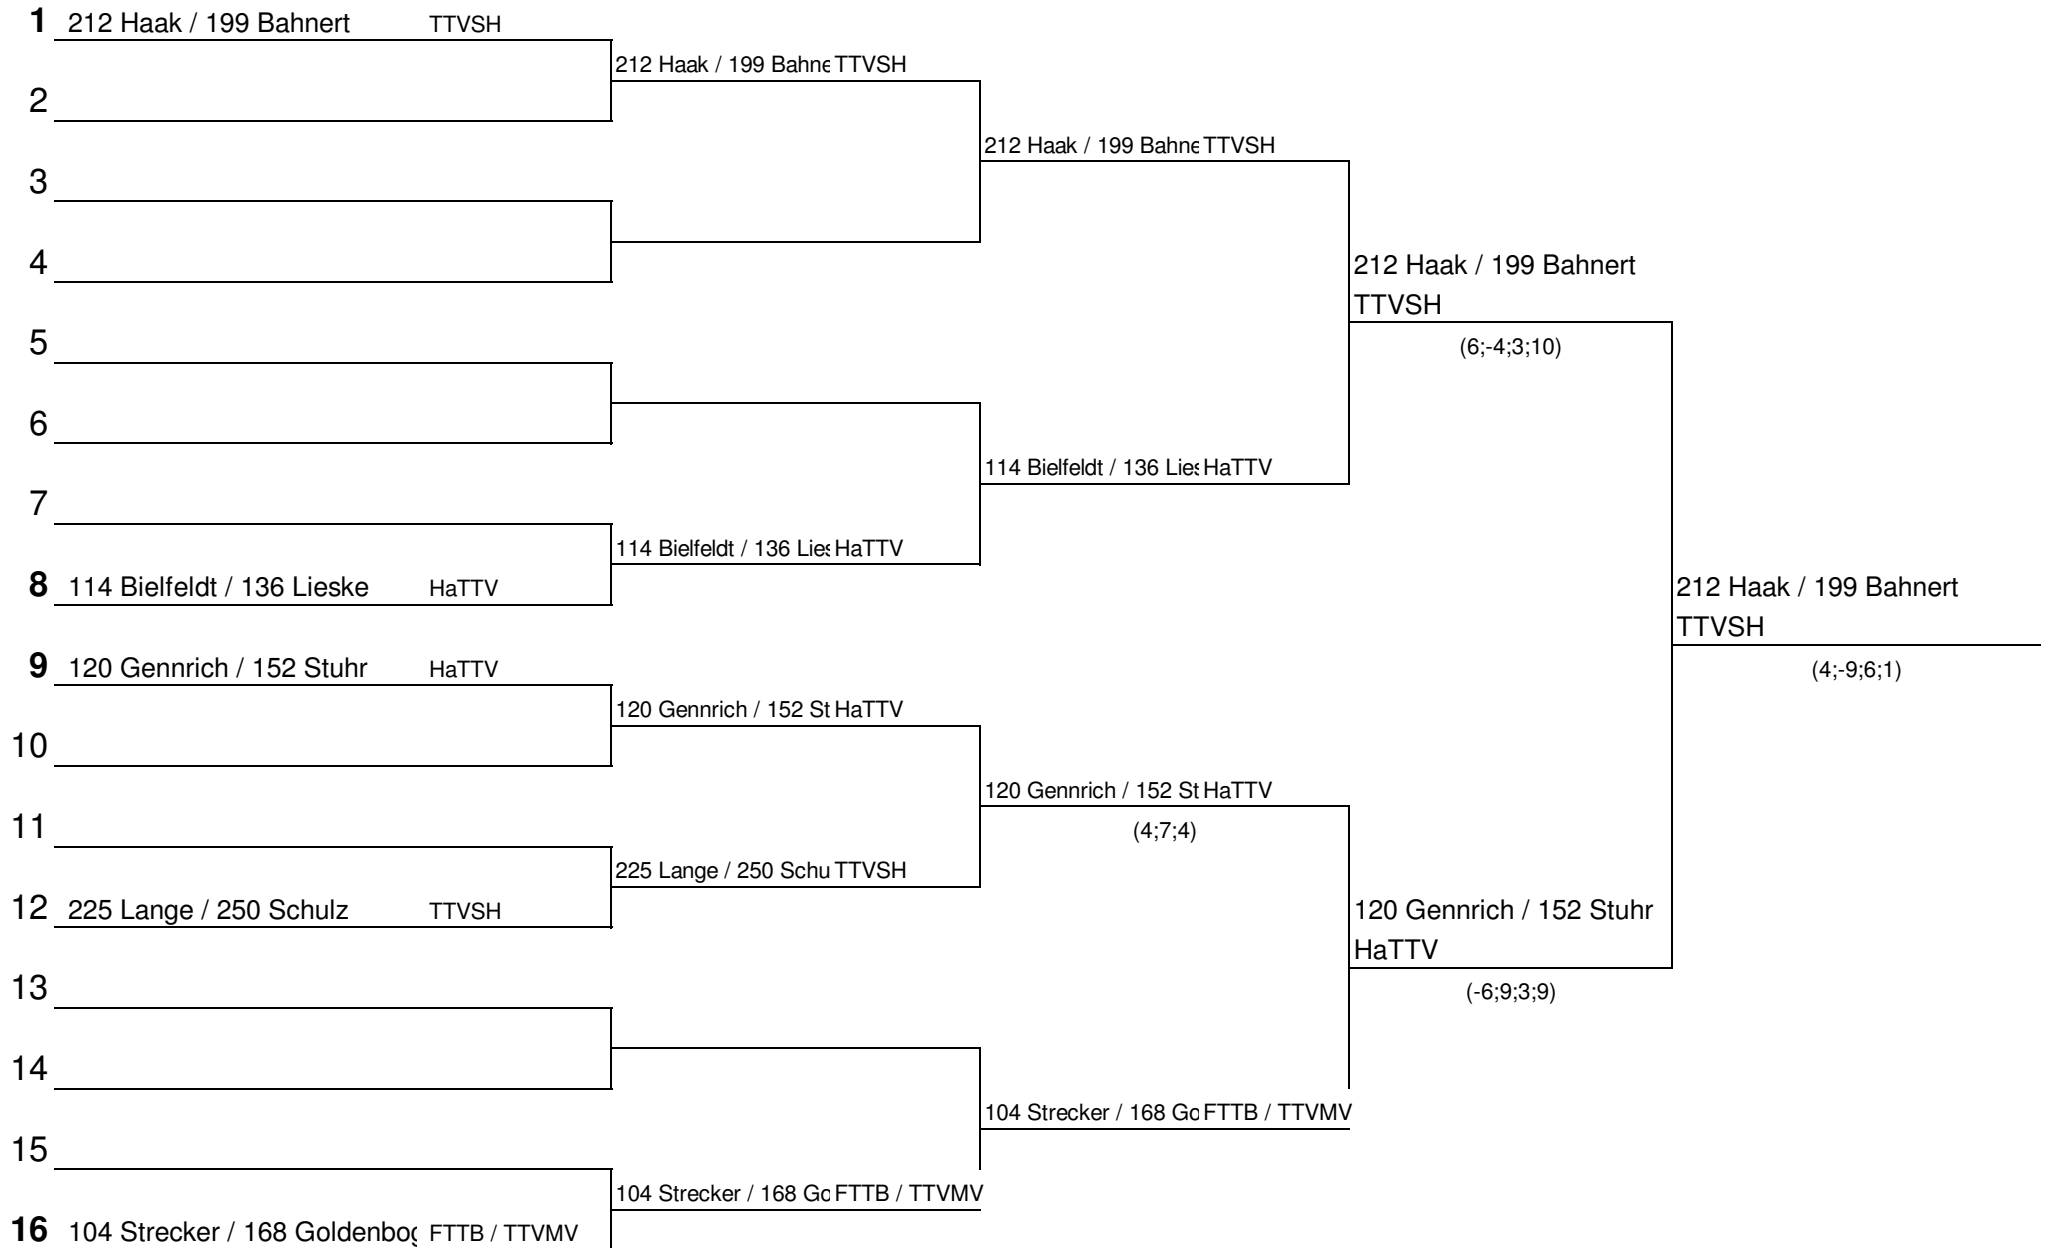 1 212 Haak / 199 Bahnert TTVSH
212 Haak / 199 Bahne TTVSH
2
212 Haak / 199 Bahne TTVSH
3
4
212 Haak / 199 Bahnert
TTVSH
5
(6;-4;3;10)
6
114 Bielfeldt / 136 Lies HaTTV
7
114 Bielfeldt / 136 Lies HaTTV
8 114 Bielfeldt / 136 Lieske HaTTV
212 Haak / 199 Bahnert
TTVSH
9 120 Gennrich / 152 Stuhr HaTTV
(4;-9;6;1)
120 Gennrich / 152 St HaTTV
10
120 Gennrich / 152 St HaTTV
11
(4;7;4)
225 Lange / 250 Schu TTVSH
12 225 Lange / 250 Schulz TTVSH
120 Gennrich / 152 Stuhr
HaTTV
13
(-6;9;3;9)
14
104 Strecker / 168 Go FTTB / TTVMV
15
104 Strecker / 168 Go FTTB / TTVMV
16 104 Strecker / 168 Goldenbog FTTB / TTVMV